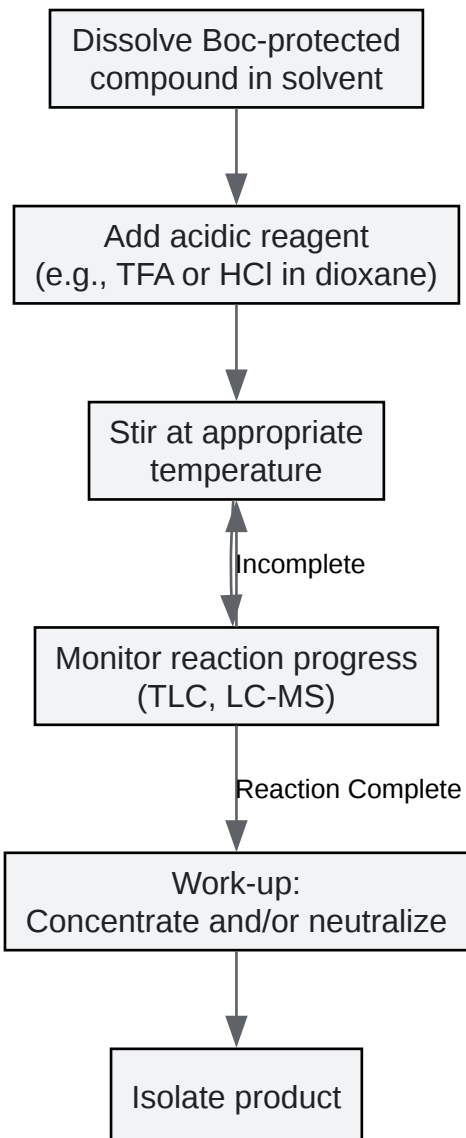 Dissolve Boc-protected
compound in solvent
Add acidic reagent
(e.g., TFA or HCl in dioxane)
Stir at appropriate
temperature
Incomplete
Monitor reaction progress
(TLC, LC-MS)
Reaction Complete
Work-up:
Concentrate and/or neutralize
Isolate product